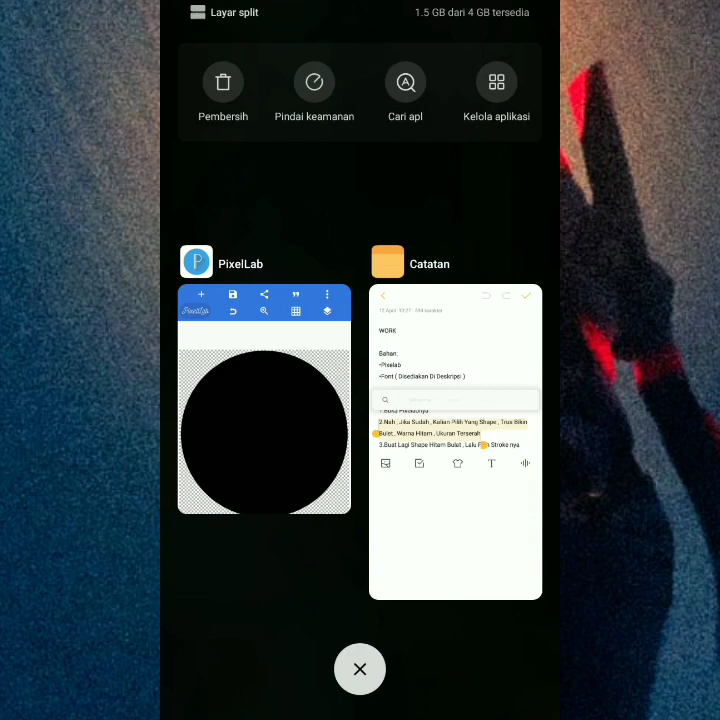 Layar split
1.5 GB dari 4 GB tersedia
Pembersih
Pindai keamanan
Cari apl
Kelola aplikasi
PixelLab
Catatan
PixelLab
WORK
Bahan:
-Pixelab
-Font ( Disediakan Di Deskripsi )
2.Nah , Jika Sudah , Kalian Pilih Yang Shape , Trus Bikin
Bulet , Warna Hitam , Ukuran Terserah
3.Buat Lagi Shape Hitam Bulet , Lalu Stroke nya